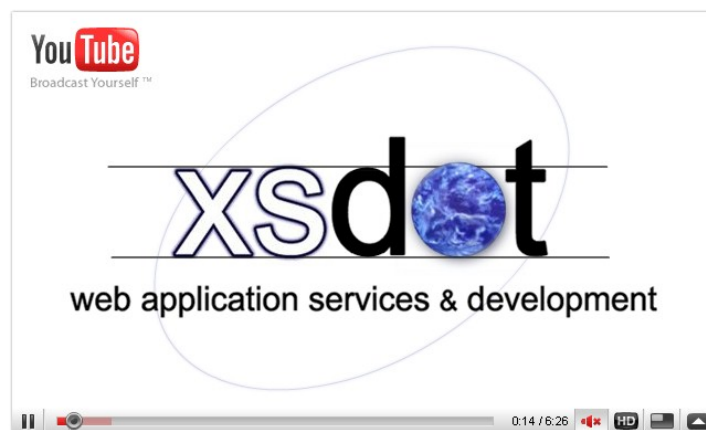 YouTube
Broadcast Yourself ™
xsdot
web application services & development
0:14 / 6:26 HD